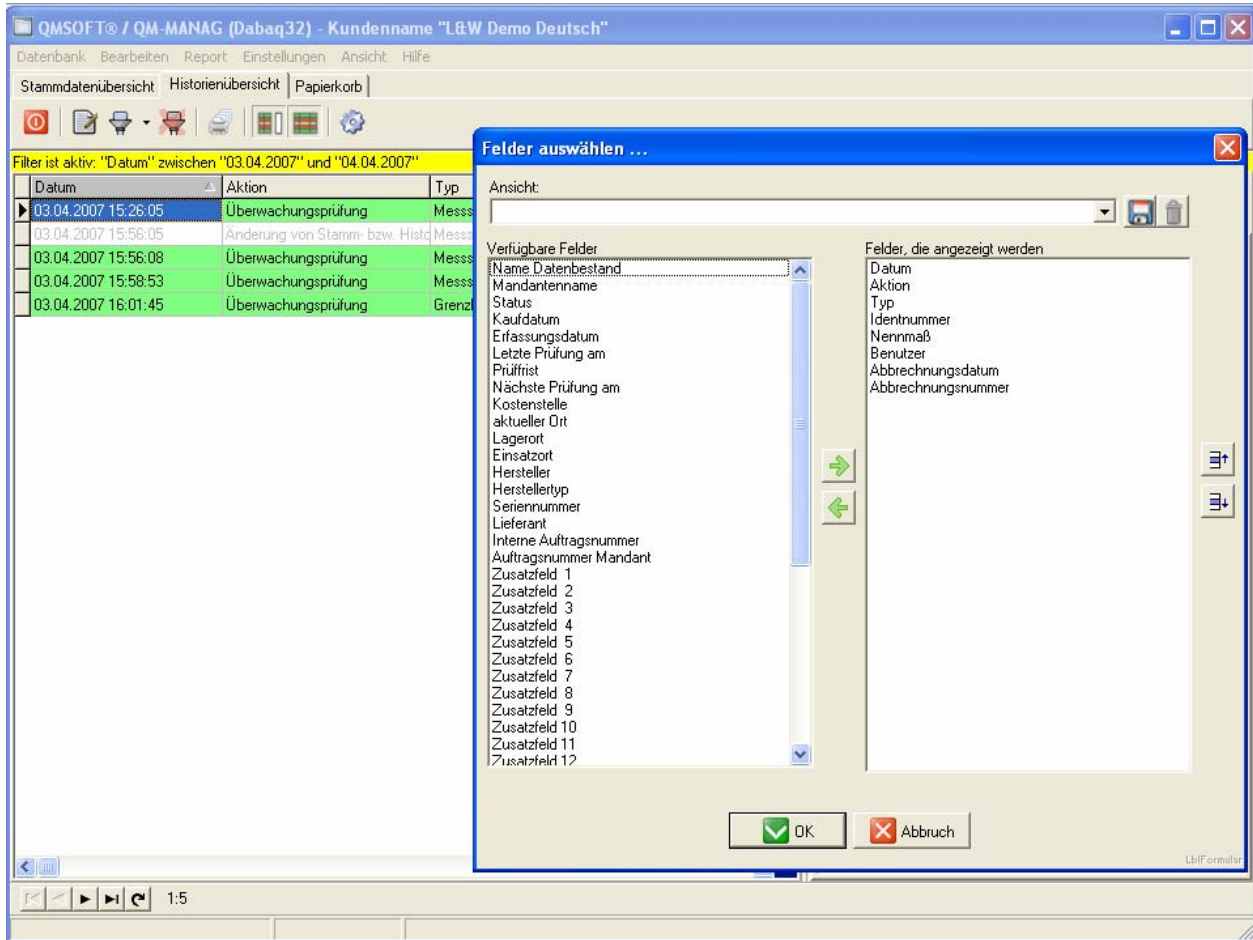 QMSOFT® / QM-MANAG (Dabaq32) - Kundenname "L&W Demo Deutsch"
Datenbank Bearbeiten Report Einstellungen Ansicht Hilfe
Stammdatenübersicht Historienübersicht Papierkorb
Filter ist aktiv: "Datum" zwischen "03.04.2007" und "04.04.2007"
Datum Aktion Typ
03.04.2007 15:26:05 Überwachungsprüfung Messs
03.04.2007 15:56:05 Änderung von Stamm- bzw. Histo Messs
03.04.2007 15:56:08 Überwachungsprüfung Messs
03.04.2007 15:58:53 Überwachungsprüfung Messs
03.04.2007 16:01:45 Überwachungsprüfung Grenzl
1:5
Felder auswählen ...
Ansicht:
Verfügbare Felder
Name Datenbestand
Mandantenname
Status
Kaufdatum
Erfassungsdatum
Letzte Prüfung am
Prüffrist
Nächste Prüfung am
Kostenstelle
aktueller Ort
Lagerort
Einsatzort
Hersteller
Herstellertyp
Seriennummer
Lieferant
Interne Auftragsnummer
Auftragsnummer Mandant
Zusatzfeld 1
Zusatzfeld 2
Zusatzfeld 3
Zusatzfeld 4
Zusatzfeld 5
Zusatzfeld 6
Zusatzfeld 7
Zusatzfeld 8
Zusatzfeld 9
Zusatzfeld 10
Zusatzfeld 11
Zusatzfeld 12
Felder, die angezeigt werden
Datum
Aktion
Typ
Identnummer
Nennmaß
Benutzer
Abbrechnungsdatum
Abbrechnungsnummer
OK Abbruch
LblFormular